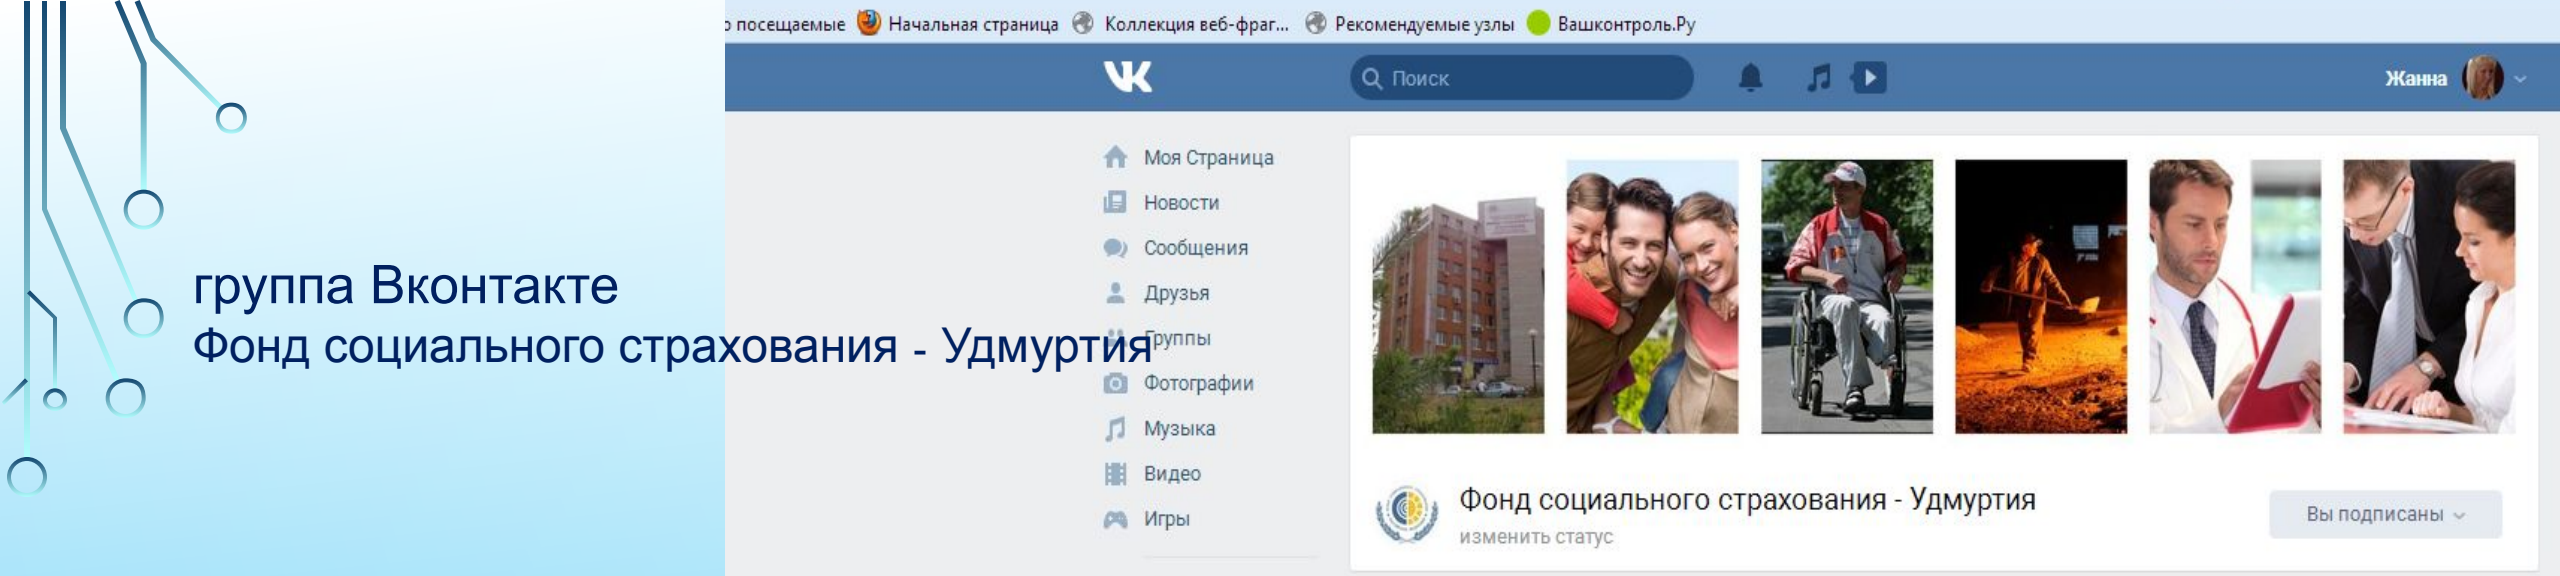 о посещаемые Начальная страница Коллекция веб-фраг... Рекомендуемые узлы Вашконтроль.Ру
Поиск
Жанна
Моя Страница
Новости
Сообщения
Друзья
Группы
Фотографии
Музыка
Видео
Игры
группа Вконтакте
Фонд социального страхования - Удмуртия
Фонд социального страхования - Удмуртия
изменить статус
Вы подписаны